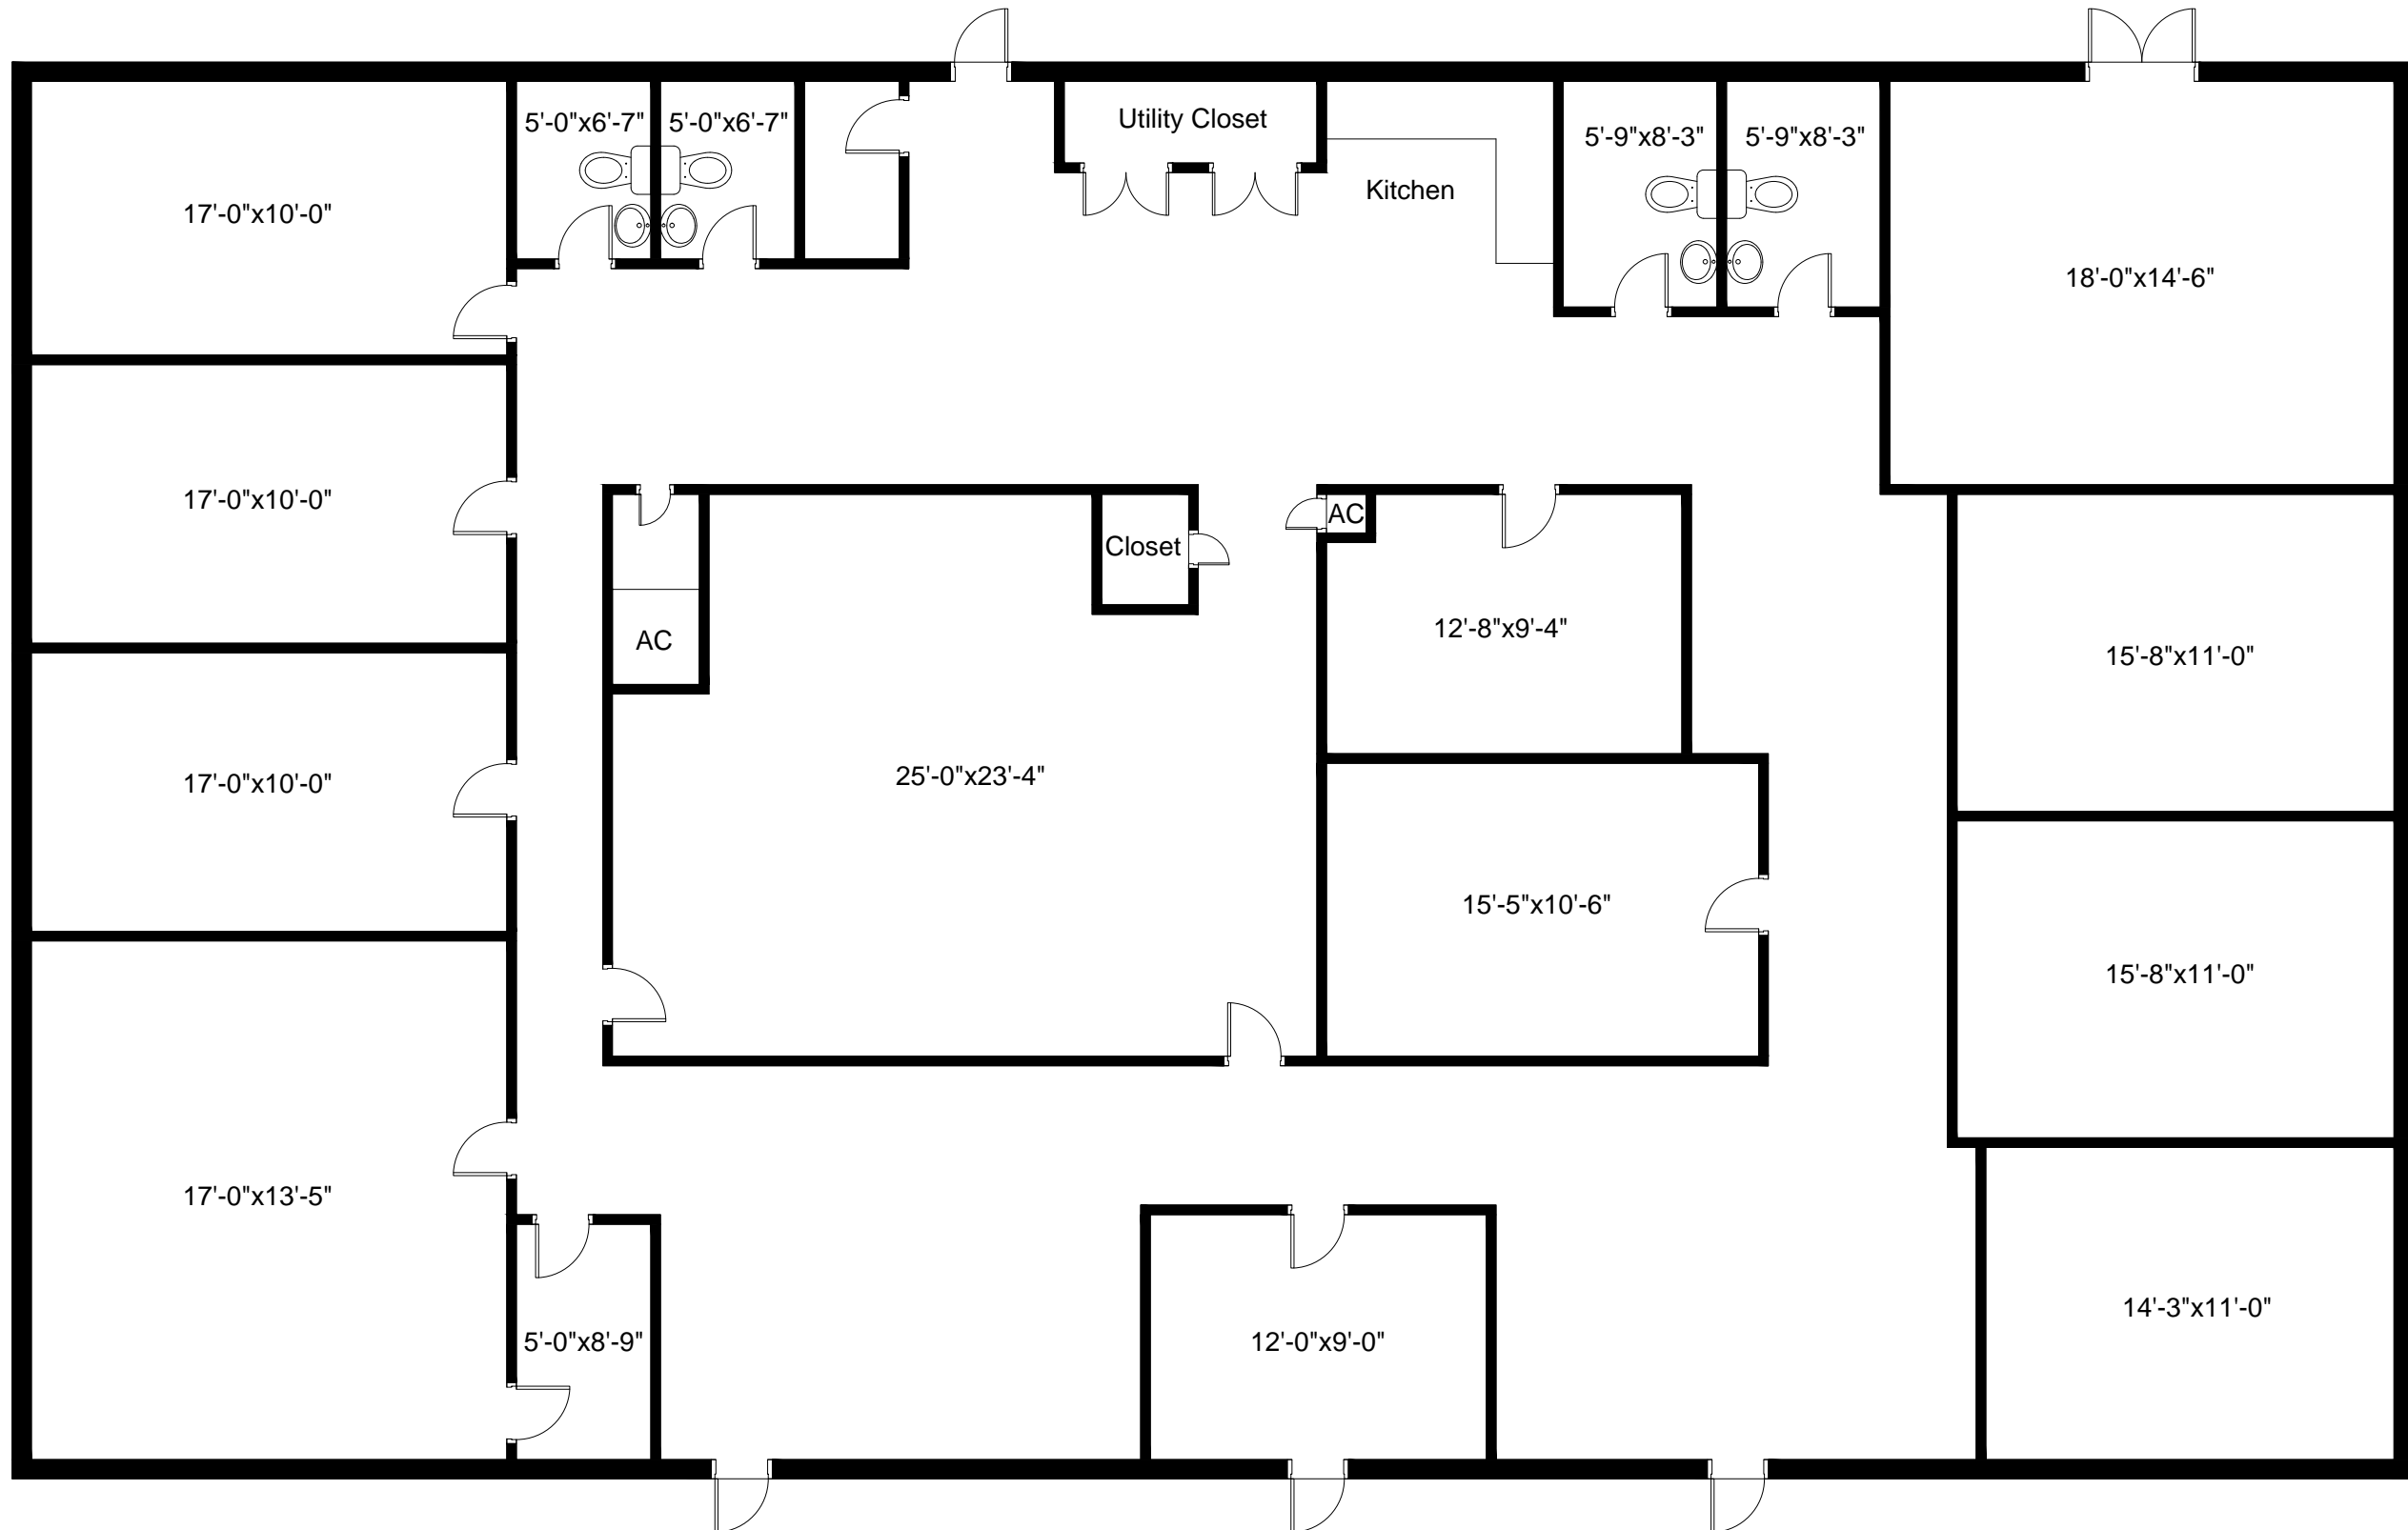 5'-0"x6'-7"
5'-0"x6'-7"
Utility Closet
5'-9"x8'-3"
5'-9"x8'-3"
Kitchen
17'-0"x10'-0"
18'-0"x14'-6"
17'-0"x10'-0"
AC
Closet
12'-8"x9'-4"
AC
15'-8"x11'-0"
25'-0"x23'-4"
17'-0"x10'-0"
15'-5"x10'-6"
15'-8"x11'-0"
17'-0"x13'-5"
14'-3"x11'-0"
5'-0"x8'-9"
12'-0"x9'-0"